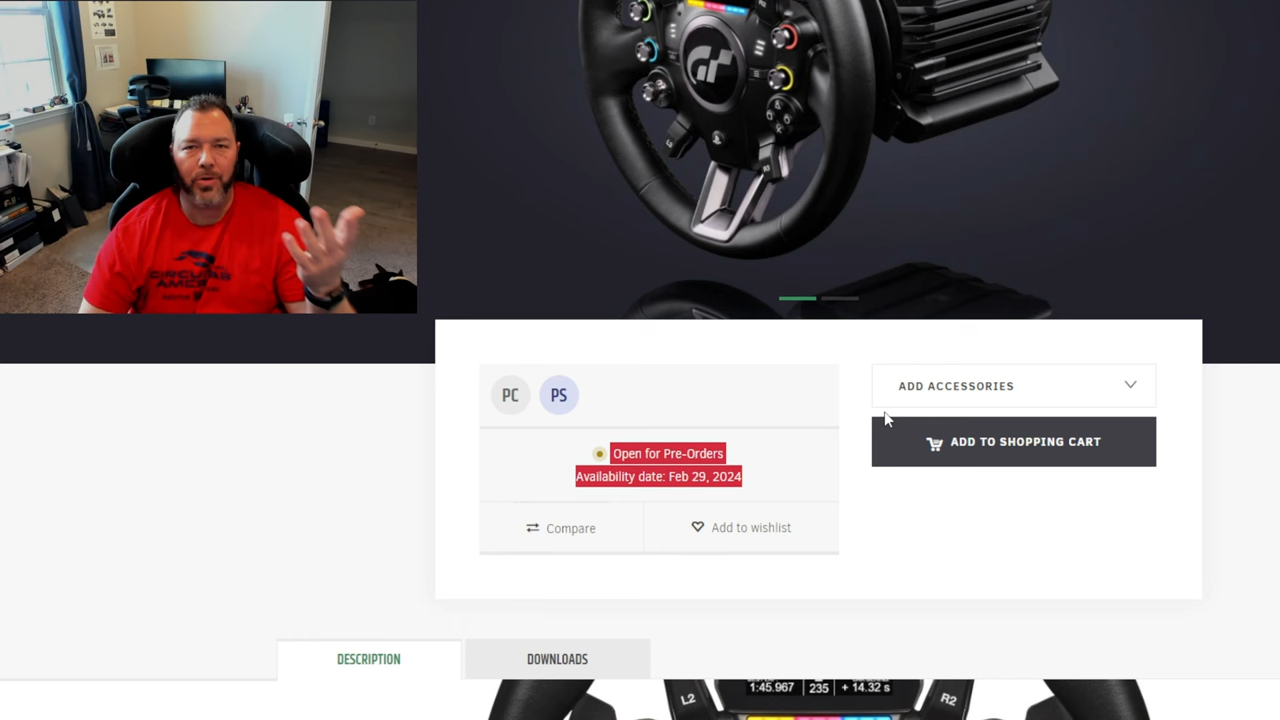 GT
PC
PS
Open for Pre-Orders
Availability date: Feb 29, 2024
Compare
Add to wishlist
ADD ACCESSORIES
ADD TO SHOPPING CART
DESCRIPTION
DOWNLOADS
L2
1:45.967
235
+ 14.32 s
R2